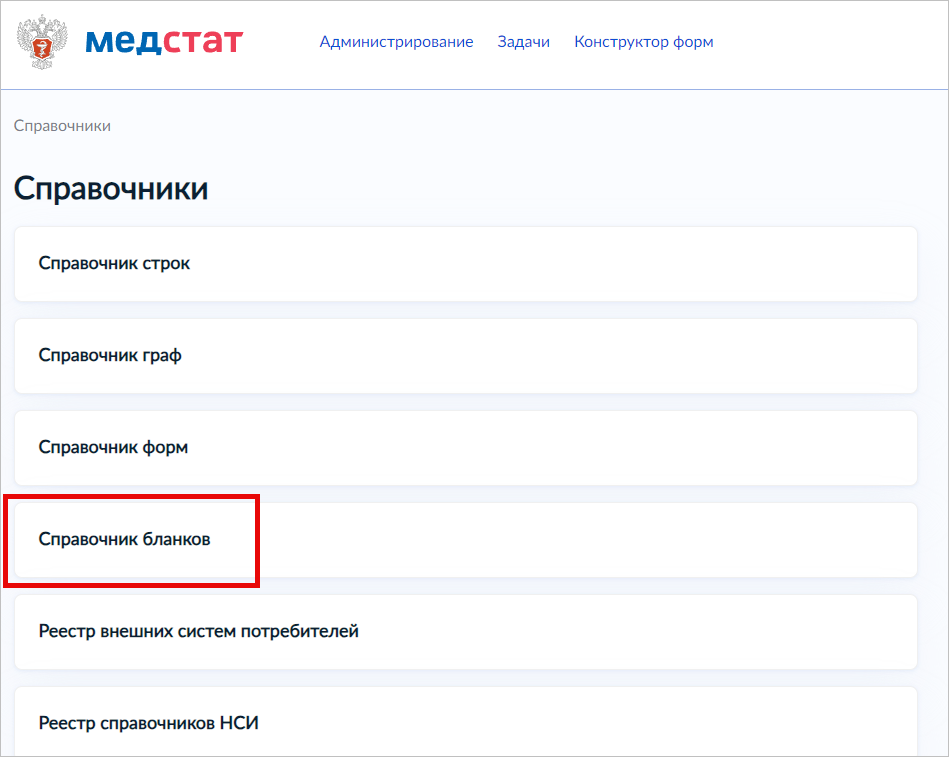 медстат
Администрирование Задачи Конструктор форм
Справочники
Справочники
Справочник строк
Справочник граф
Справочник форм
Справочник бланков
Реестр внешних систем потребителей
Реестр справочников НСИ